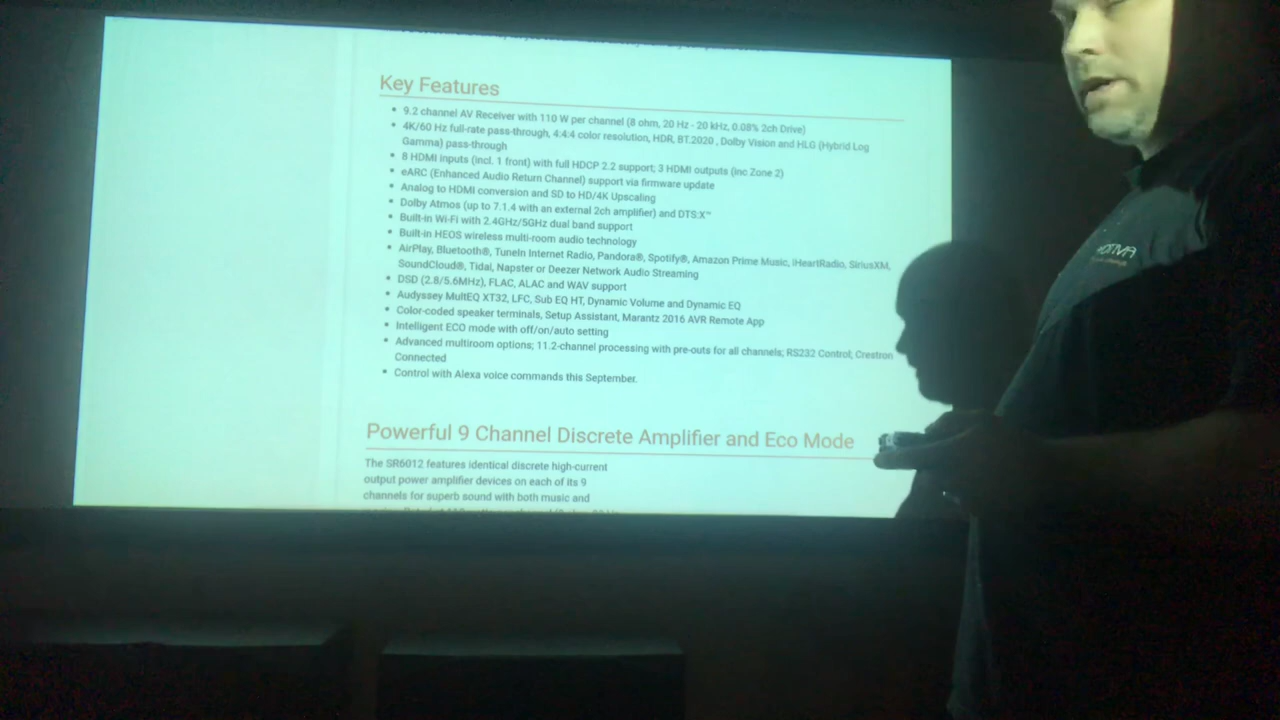 Key Features
9.2 channel AV Receiver with 110 W per channel (8 ohm, 20 Hz - 20 kHz, 0.08% 2ch Drive)
4K/60 Hz full-rate pass-through, 4:4:4 color resolution, HDR, BT.2020 , Dolby Vision and HLG (Hybrid Log
Gamma) pass-through
8 HDMI inputs (incl. 1 front) with full HDCP 2.2 support; 3 HDMI outputs (inc Zone 2)
eARC (Enhanced Audio Return Channel) support via firmware update
Analog to HDMI conversion and SD to HD/4K Upscaling
Dolby Atmos (up to 7.1.4 with an external 2ch amplifier) and DTS:X™
Built-in Wi-Fi with 2.4GHz/5GHz dual band support
Built-in HEOS wireless multi-room audio technology
AirPlay, Bluetooth®, TuneIn Internet Radio, Pandora®, Spotify®, Amazon Prime Music, iHeartRadio, SiriusXM,
SoundCloud®, Tidal, Napster or Deezer Network Audio Streaming
DSD (2.8/5.6MHz), FLAC, ALAC and WAV support
Audyssey MultEQ XT32, LFC, Sub EQ HT, Dynamic Volume and Dynamic EQ
Color-coded speaker terminals, Setup Assistant, Marantz 2016 AVR Remote App
Intelligent ECO mode with off/on/auto setting
Advanced multiroom options; 11.2-channel processing with pre-outs for all channels; RS232 Control; Crestron
Connected
Control with Alexa voice commands this September.
Powerful 9 Channel Discrete Amplifier and Eco Mode
The SR6012 features identical discrete high-current
output power amplifier devices on each of its 9
channels for superb sound with both music and